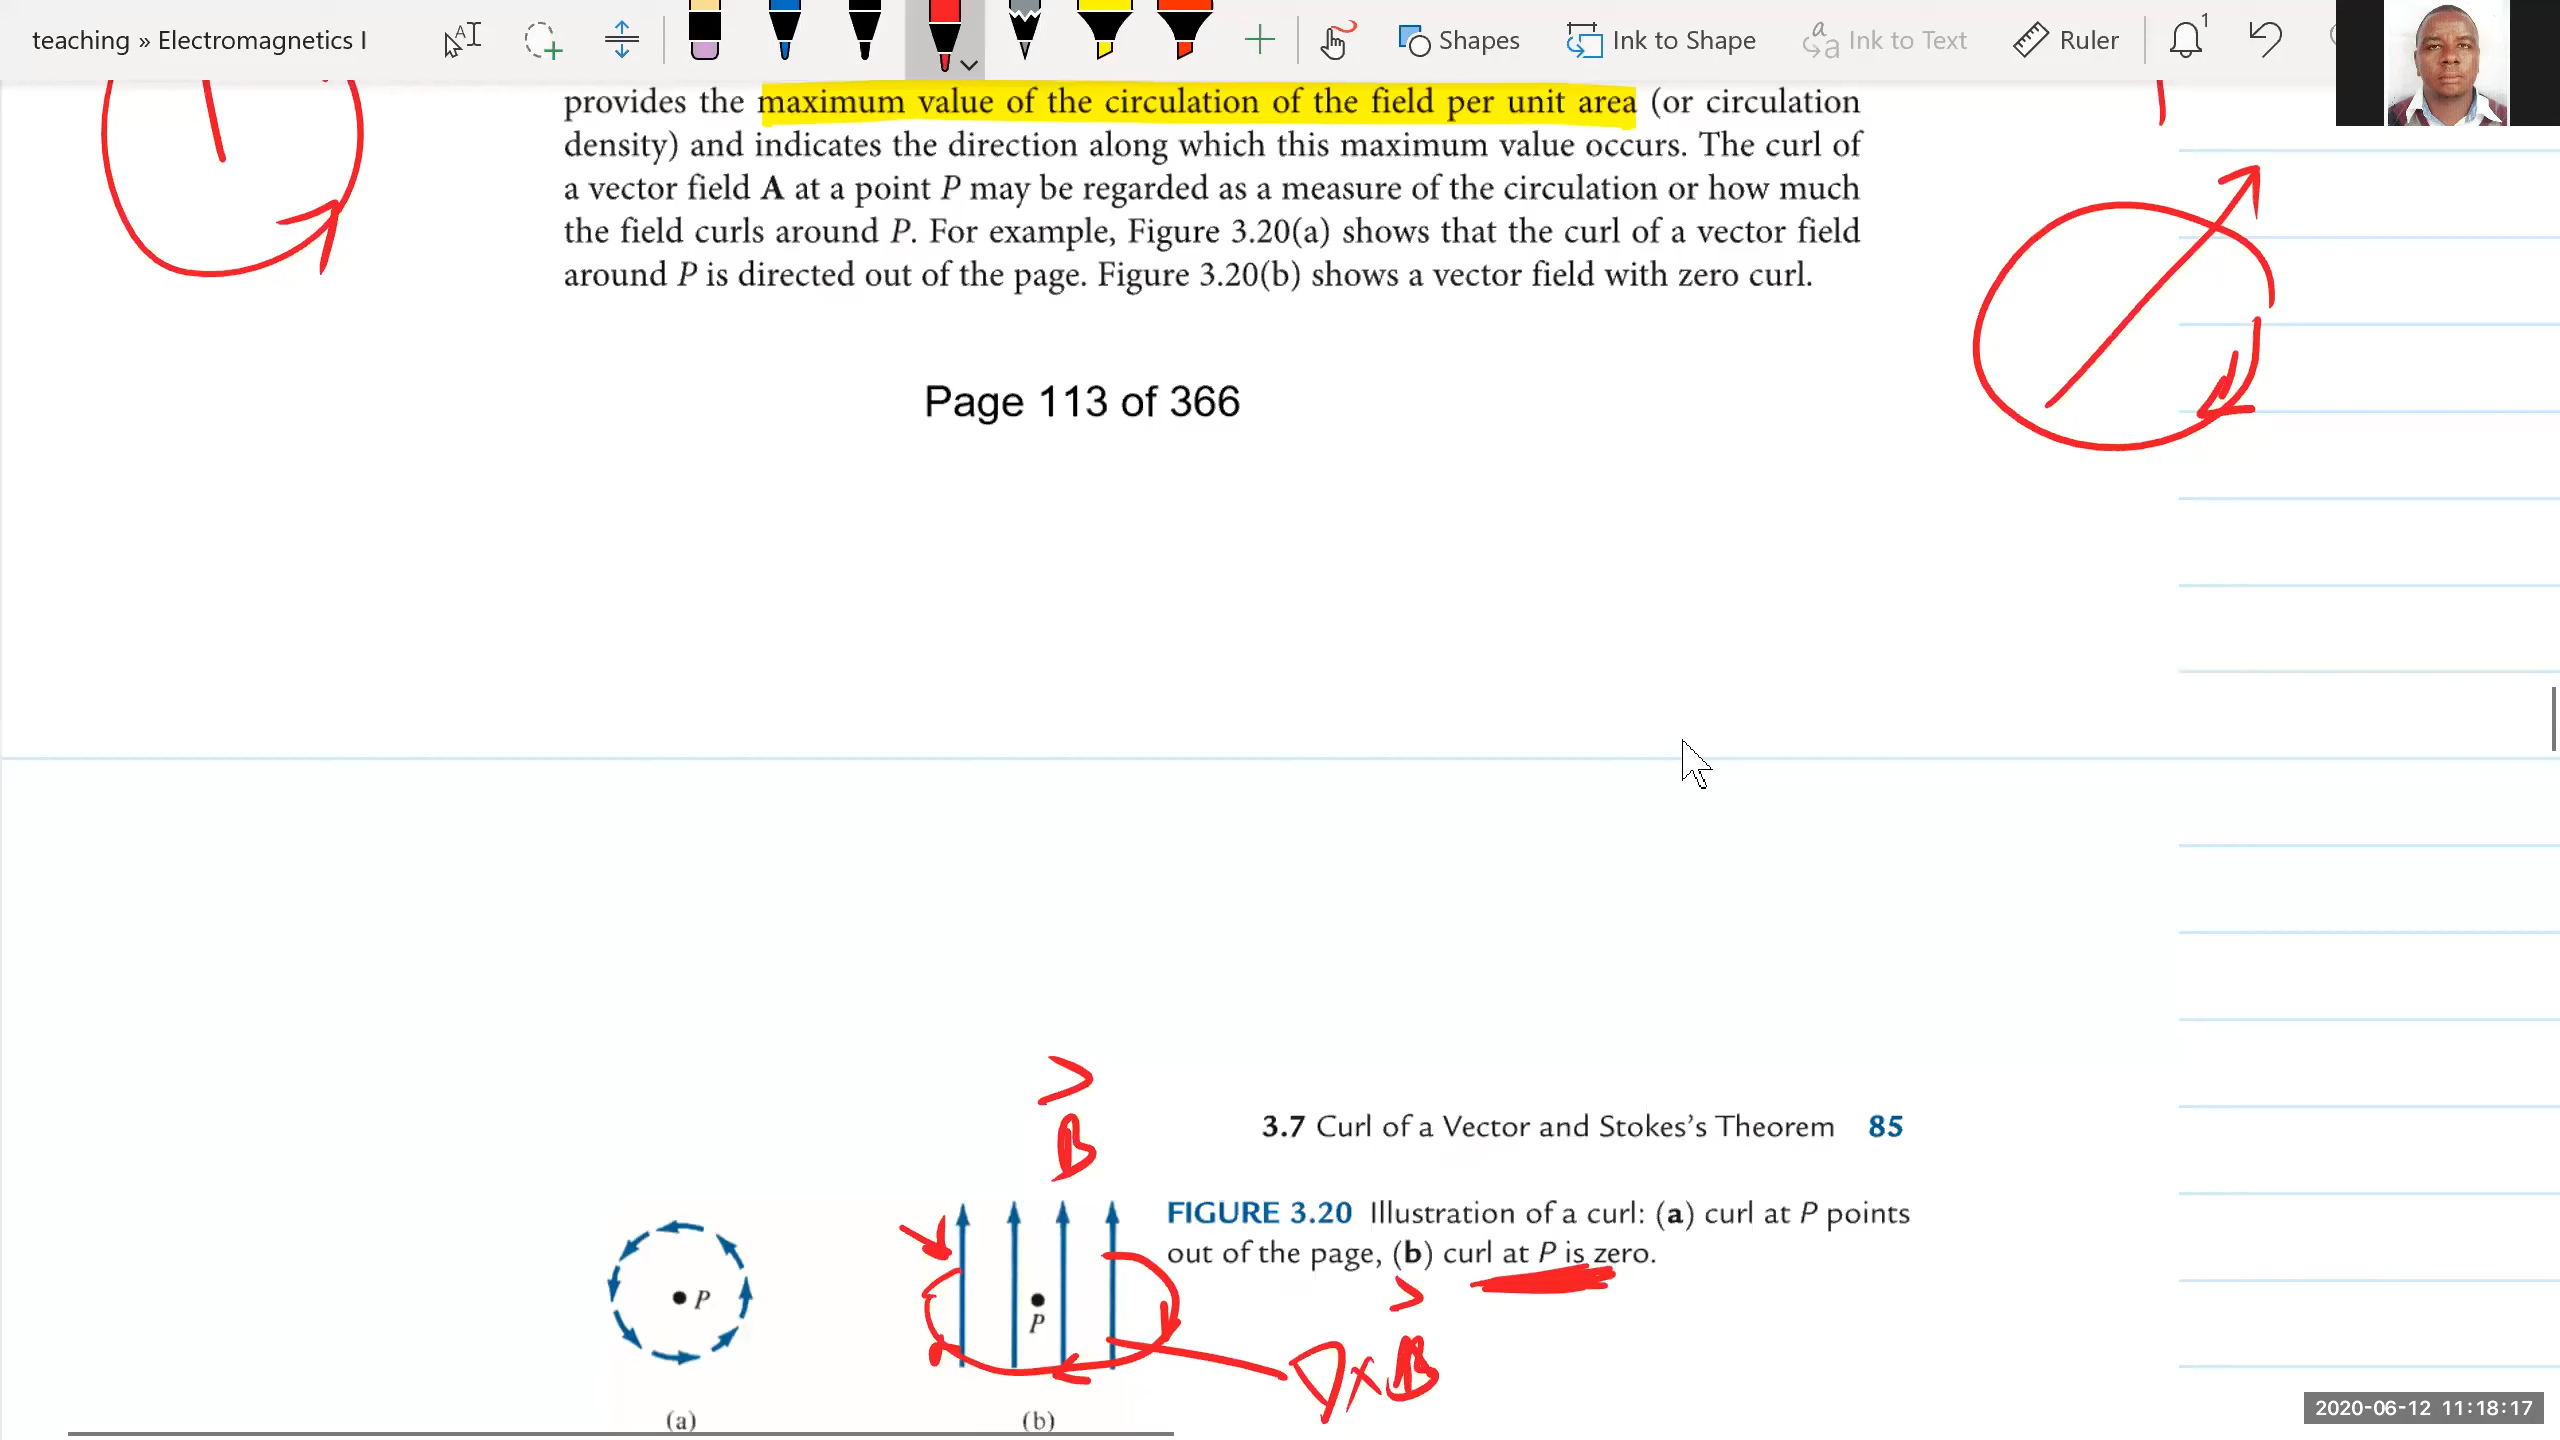 teaching » Electromagnetics I
Shapes
Ink to Shape
Ink to Text
Ruler
1
provides the maximum value of the circulation of the field per unit area (or circulation
density) and indicates the direction along which this maximum value occurs. The curl of
a vector field A at a point P may be regarded as a measure of the circulation or how much
the field curls around P. For example, Figure 3.20(a) shows that the curl of a vector field
around P is directed out of the page. Figure 3.20(b) shows a vector field with zero curl.
Page 113 of 366
B
3.7 Curl of a Vector and Stokes's Theorem 85
FIGURE 3.20 Illustration of a curl: (a) curl at P points
out of the page, (b) curl at P is zero.
P
P
∇×B
(a)
(b)
2020-06-12 11:18:17